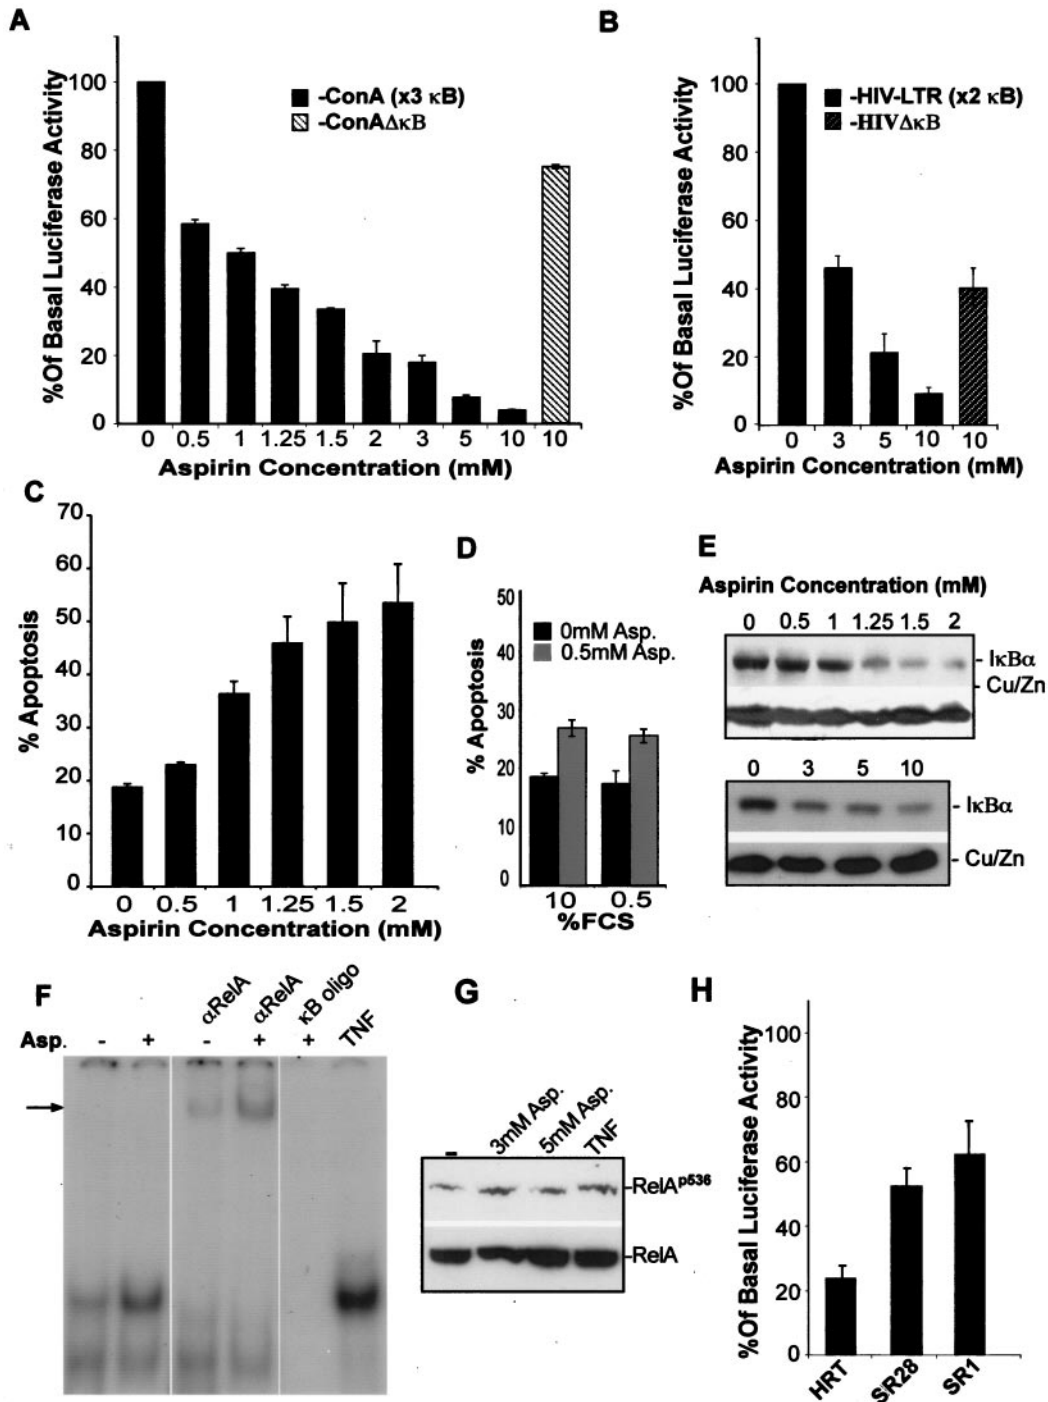 A
%Of Basal Luciferase Activity
100
80
60
40
20
0
-ConA (x3 κB)
-ConAΔκB
0 0.5 1 1.25 1.5 2 3 5 10 10
Aspirin Concentration (mM)
B
%Of Basal Luciferase Activity
100
80
60
40
20
0
-HIV-LTR (x2 κB)
-HIVΔκB
0 3 5 10 10
Aspirin Concentration (mM)
C
% Apoptosis
70
60
50
40
30
20
10
0
0 0.5 1 1.25 1.5 2
Aspirin Concentration (mM)
D
% Apoptosis
50
40
30
20
10
0
0mM Asp.
0.5mM Asp.
10 0.5
%FCS
E
Aspirin Concentration (mM)
0 0.5 1 1.25 1.5 2
- IκBα
- Cu/Zn
0 3 5 10
- IκBα
- Cu/Zn
F
αRelA αRelA κB oligo TNF
Asp. - + - + +
G
- 3mM Asp. 5mM Asp. TNF
-RelAp536
-RelA
H
%Of Basal Luciferase Activity
100
80
60
40
20
0
HRT SR28 SR1